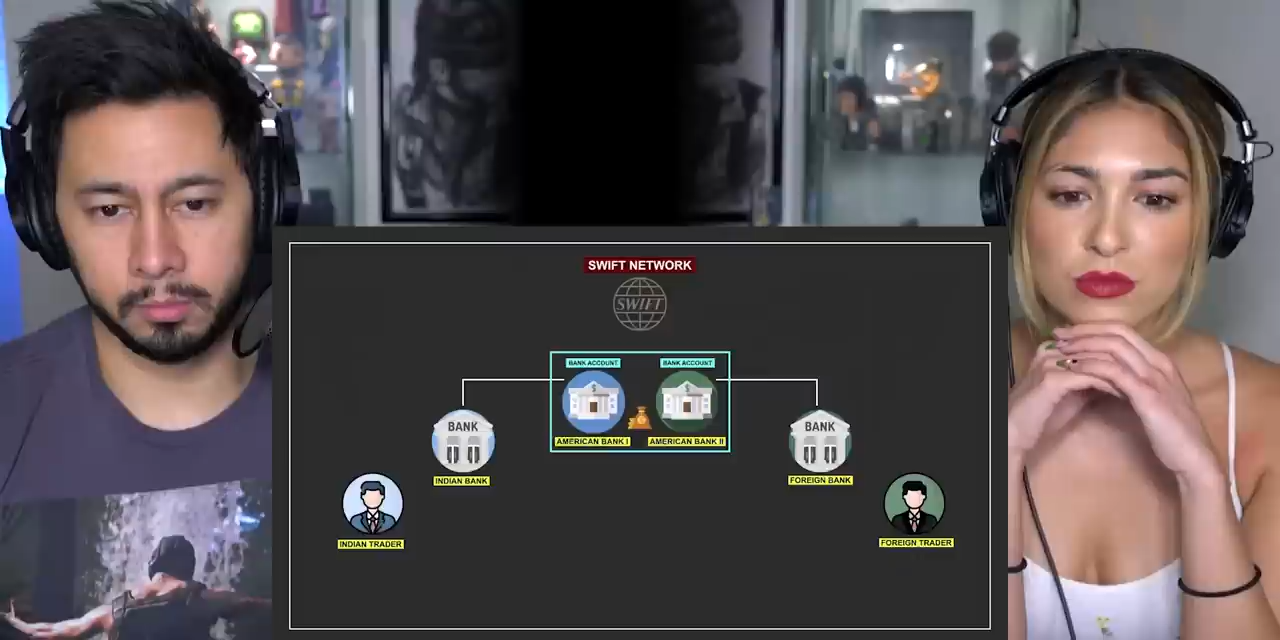 SWIFT NETWORK
SWIFT
BANK ACCOUNT
BANK ACCOUNT
AMERICAN BANK I
AMERICAN BANK II
BANK
BANK
INDIAN BANK
FOREIGN BANK
INDIAN TRADER
FOREIGN TRADER